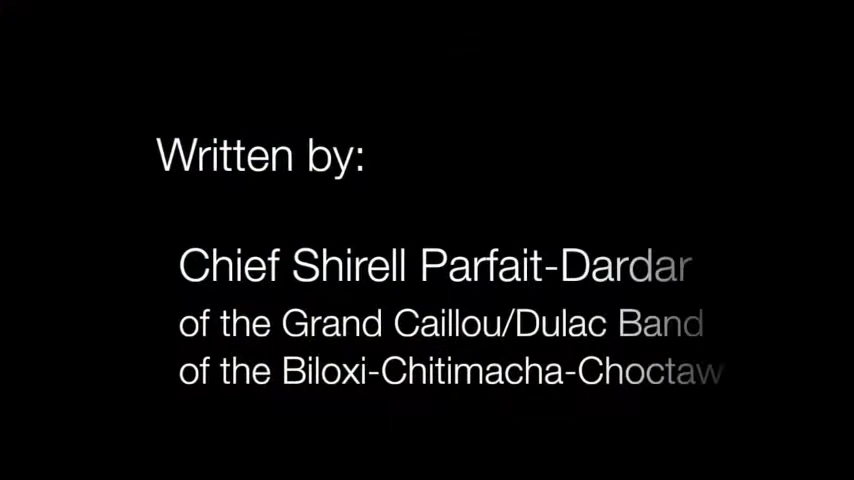 Written by:
Chief Shirell Parfait-Dardar
of the Grand Caillou/Dulac Band
of the Biloxi-Chitimacha-Choctaw